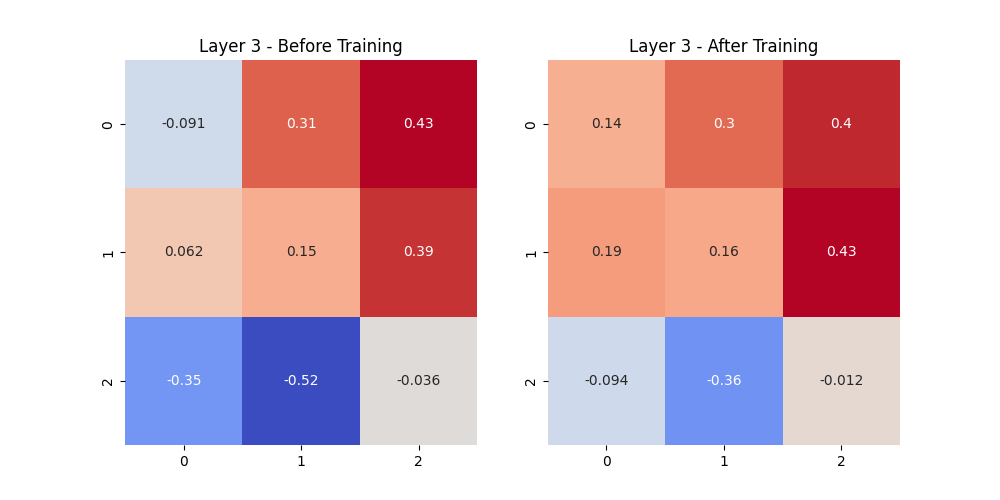 Layer 3 - Before Training
0 -0.091 0.31 0.43
1 0.062 0.15 0.39
2 -0.35 -0.52 -0.036
0 1 2
Layer 3 - After Training
0 0.14 0.3 0.4
1 0.19 0.16 0.43
2 -0.094 -0.36 -0.012
0 1 2